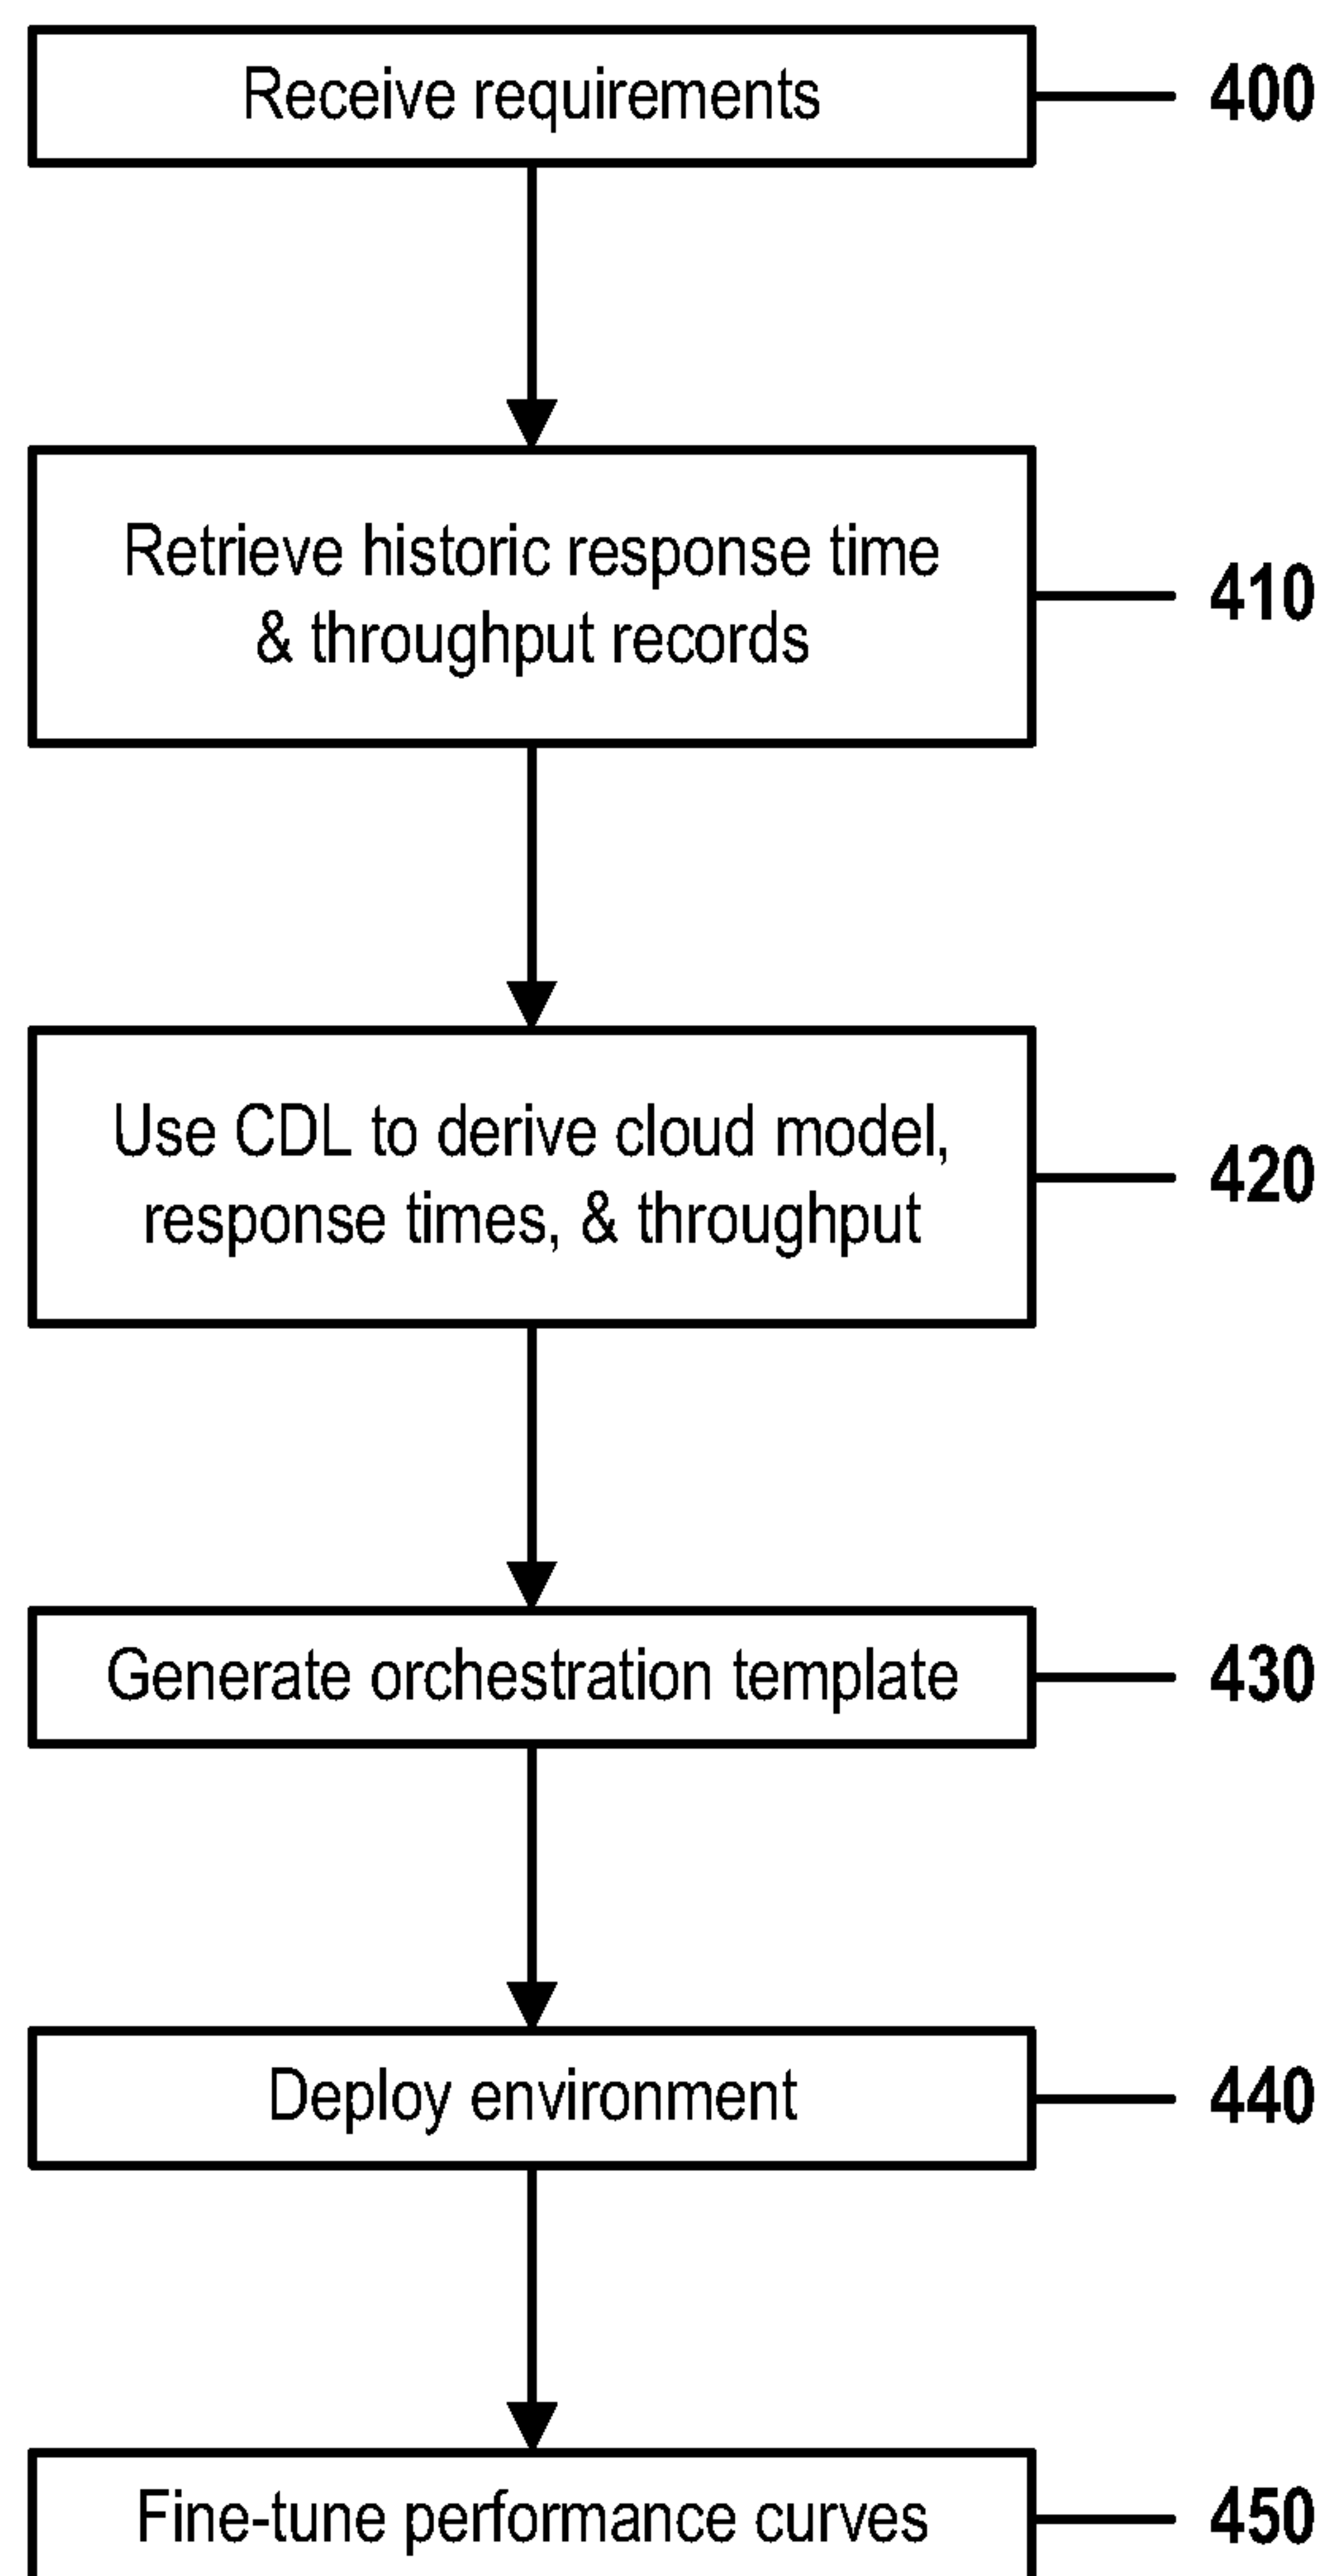 Receive requirements
400
Retrieve historic response time
& throughput records
410
Use CDL to derive cloud model,
response times, & throughput
420
Generate orchestration template
430
Deploy environment
440
Fine-tune performance curves
450